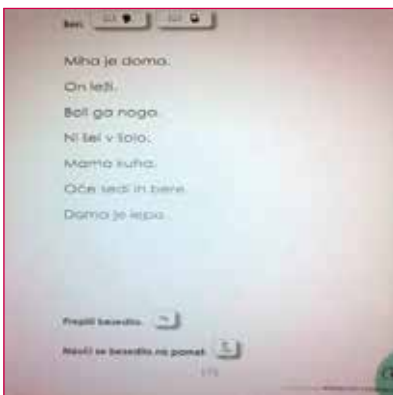 Beri.
Miha je doma.
On leži.
Boli ga noga.
Ni šel v šolo.
Mama kuha.
Oče sedi in bere.
Doma je lepo.
Prepiši besedilo.
Nauči se besedilo na pamet.